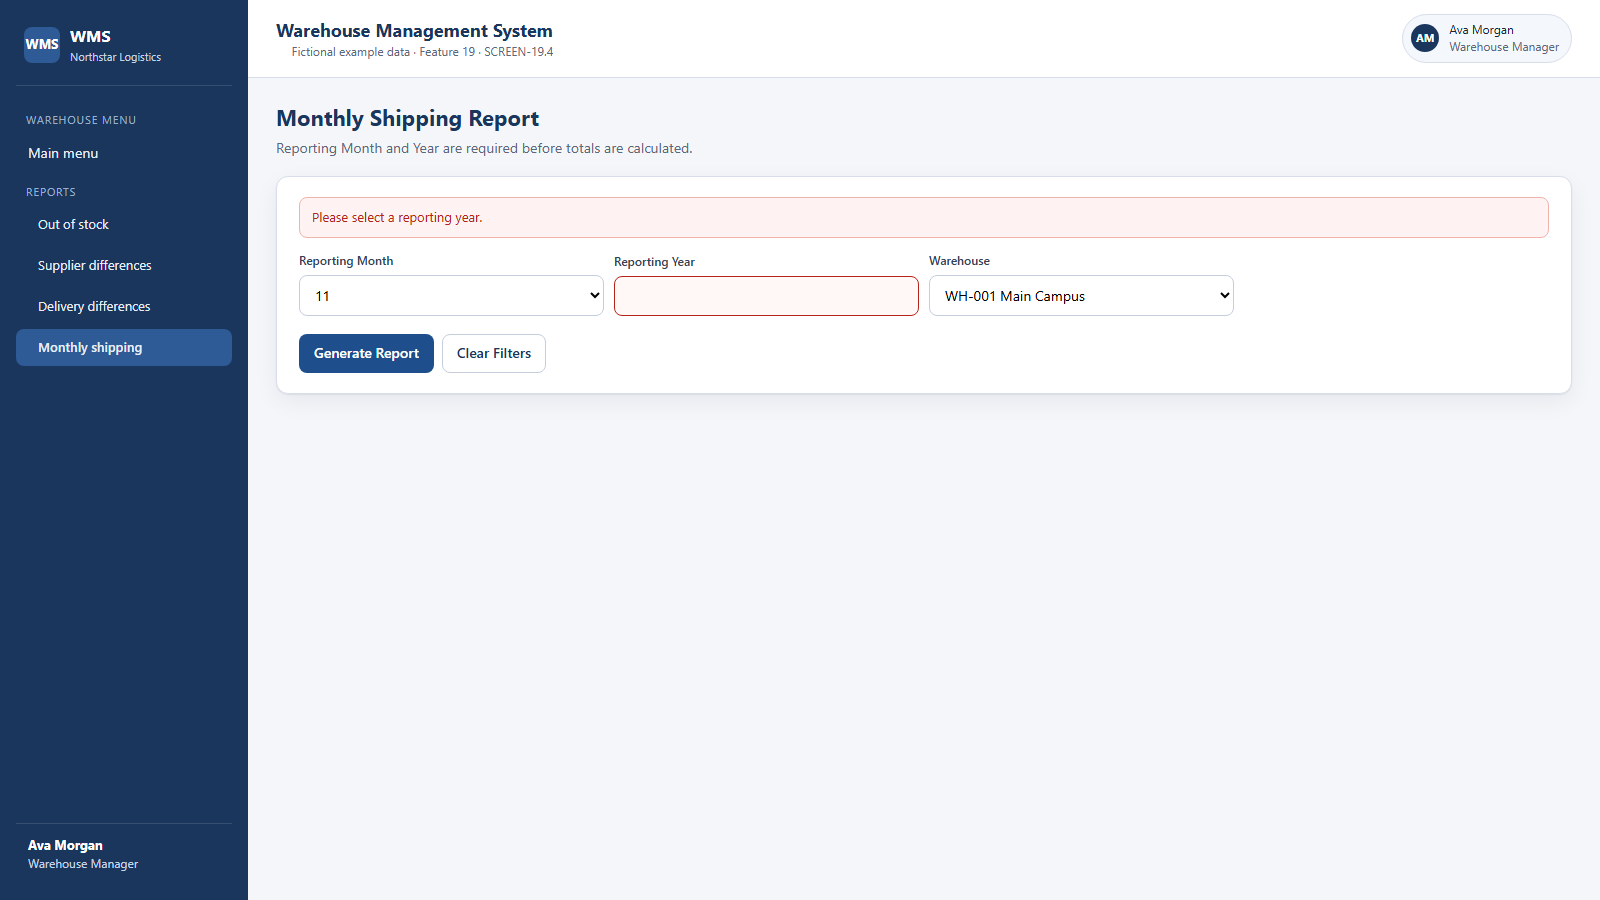 WMS
WMS
Northstar Logistics
WAREHOUSE MENU
Main menu
REPORTS
Out of stock
Supplier differences
Delivery differences
Monthly shipping
Ava Morgan
Warehouse Manager
Warehouse Management System
Fictional example data · Feature 19 · SCREEN-19.4
AM
Ava Morgan
Warehouse Manager
Monthly Shipping Report
Reporting Month and Year are required before totals are calculated.
Please select a reporting year.
Reporting Month
11
Reporting Year
Warehouse
WH-001 Main Campus
Generate Report
Clear Filters